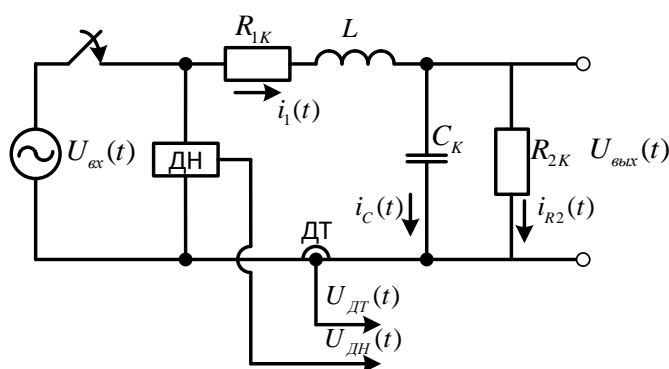 R1K
L
i1(t)
Uвх(t)
ДН
CK
R2K
Uвых(t)
iC(t)
iR2(t)
ДТ
UДТ(t)
UДН(t)